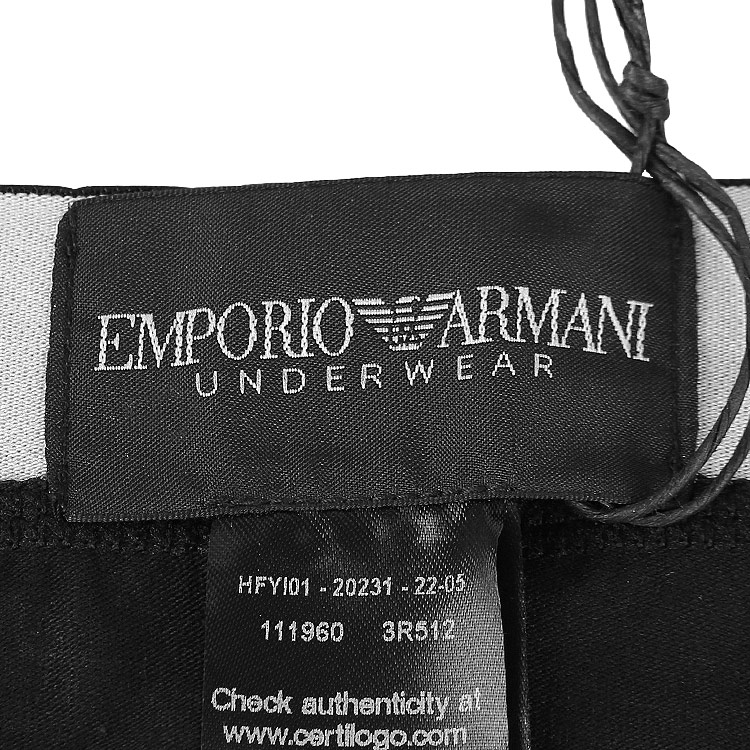 EMPORIO ARMANI
UNDERWEAR
HFYI01 - 20231 - 22-05
111960 3R512
Check authenticity at
www.certilogo.com